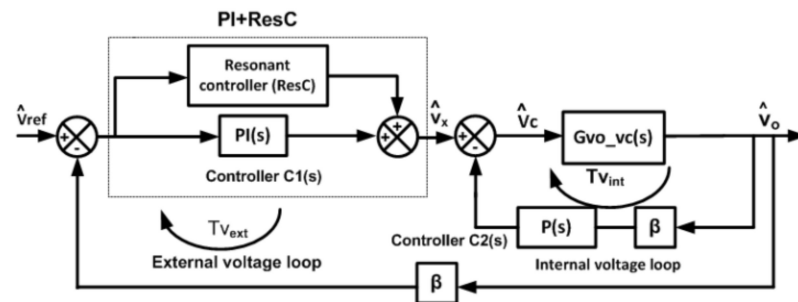 PI+ResC
Resonant
controller (ResC)
v̂ref
+
-
PI(s)
+
+
v̂x
+
-
v̂c
Gvo_vc(s)
v̂o
Controller C1(s)
Tvint
Tvext
Controller C2(s)
P(s)
β
External voltage loop
Internal voltage loop
β